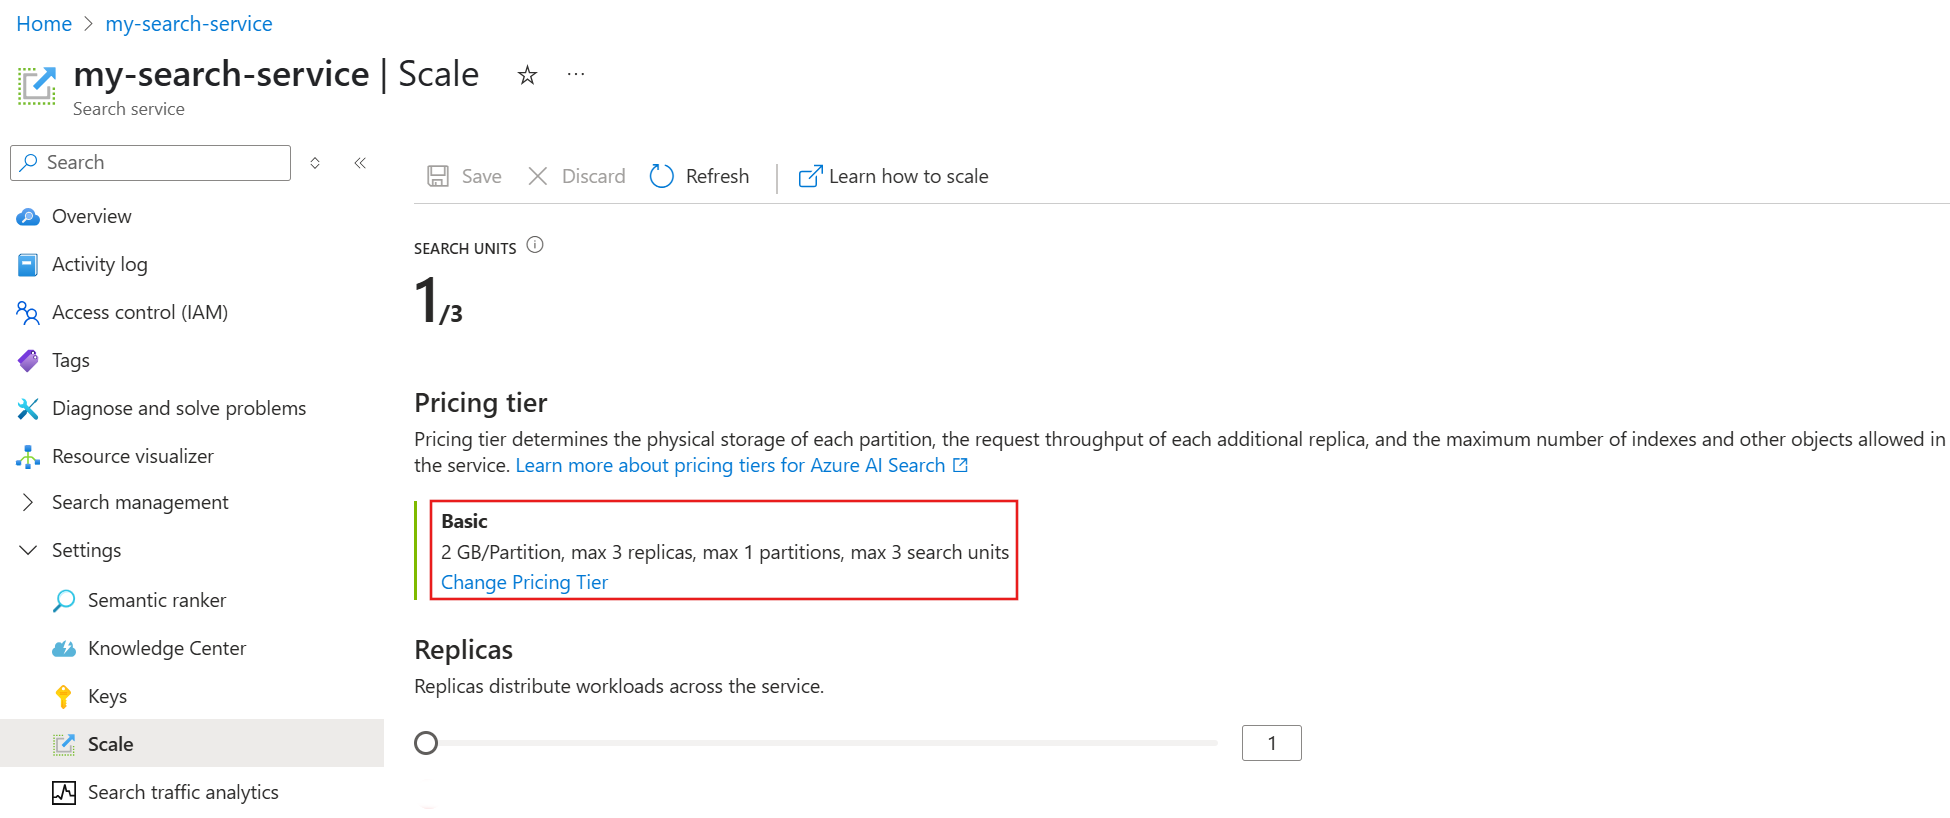 Home > my-search-service
my-search-service | Scale ...
Search service
Search
Overview
Activity log
Access control (IAM)
Tags
Diagnose and solve problems
Resource visualizer
Search management
Settings
Semantic ranker
Knowledge Center
Keys
Scale
Search traffic analytics
Save Discard Refresh Learn how to scale
SEARCH UNITS
1/3
Pricing tier
Pricing tier determines the physical storage of each partition, the request throughput of each additional replica, and the maximum number of indexes and other objects allowed in
the service. Learn more about pricing tiers for Azure AI Search
Basic
2 GB/Partition, max 3 replicas, max 1 partitions, max 3 search units
Change Pricing Tier
Replicas
Replicas distribute workloads across the service.
1